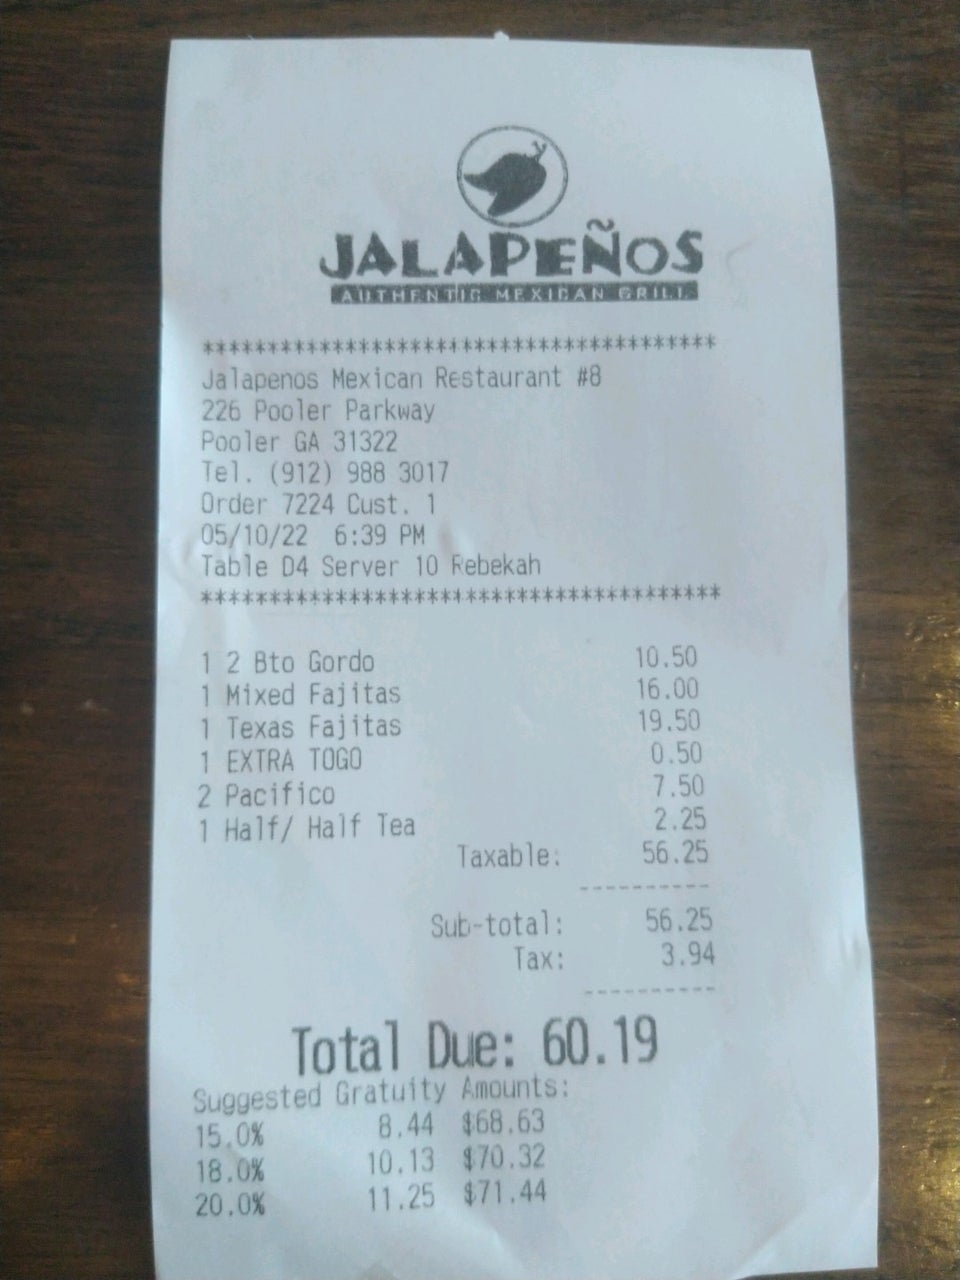 JALAPEÑOS
AUTHENTIC MEXICAN GRILL
***************************************
Jalapenos Mexican Restaurant #8
226 Pooler Parkway
Pooler GA 31322
Tel. (912) 988 3017
Order 7224 Cust. 1
05/10/22  6:39 PM
Table D4 Server 10 Rebekah
***************************************
1 2 Bto Gordo 10.50
1 Mixed Fajitas 16.00
1 Texas Fajitas 19.50
1 EXTRA TOGO 0.50
2 Pacifico 7.50
1 Half/ Half Tea 2.25
Taxable: 56.25
----------
Sub-total: 56.25
Tax: 3.94
----------
Total Due: 60.19
Suggested Gratuity Amounts:
15.0% 8.44 $68.63
18.0% 10.13 $70.32
20.0% 11.25 $71.44